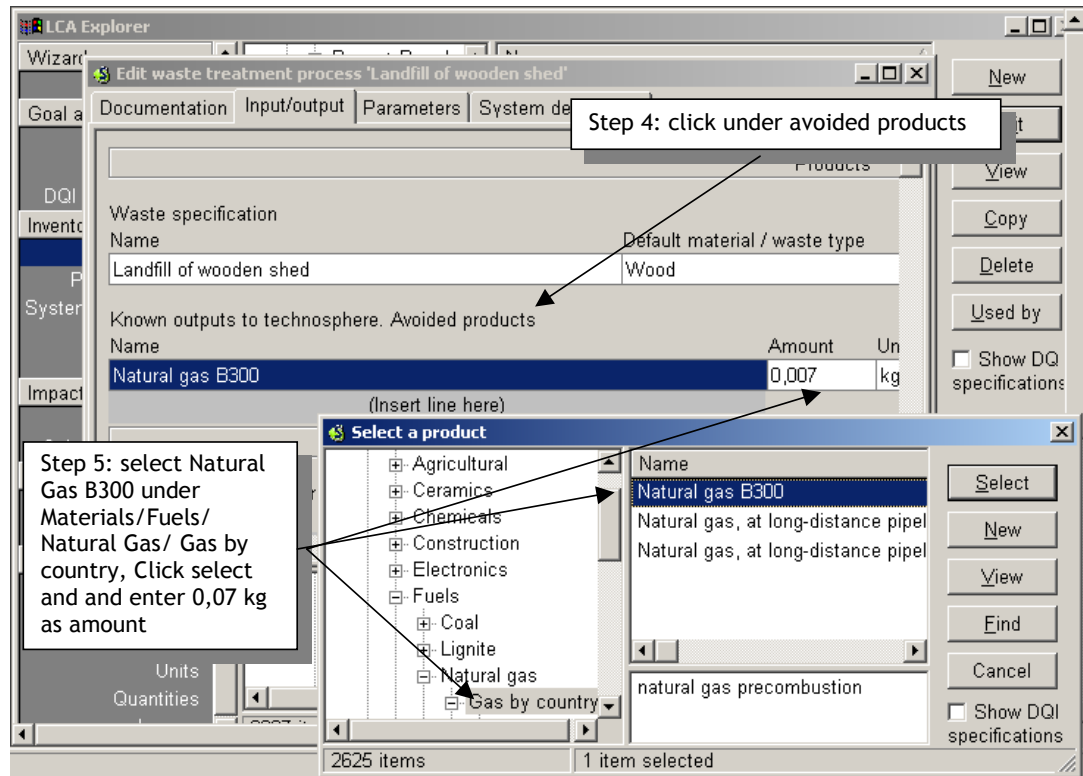 LCA Explorer
Wizard
Edit waste treatment process 'Landfill of wooden shed'
New
Documentation Input/output Parameters System de
Goal a
Step 4: click under avoided products
Products
View
DQI
Waste specification
Copy
Invento
Name Default material / waste type
Landfill of wooden shed Wood
Delete
P
System
Known outputs to technosphere. Avoided products
Used by
Name Amount Un
Natural gas B300 0,007 kg
Show DQ
specifications
Impact
(Insert line here)
Select a product
Step 5: select Natural
Gas B300 under
Materials/Fuels/
Natural Gas/ Gas by
country, Click select
and and enter 0,07 kg
as amount
Agricultural
Ceramics
Chemicals
Construction
Electronics
Fuels
Coal
Lignite
Natural gas
Gas by country
Name
Natural gas B300
Natural gas, at long-distance pipel
Natural gas, at long-distance pipel
natural gas precombustion
Select
New
View
Find
Cancel
Show DQI
specifications
Units
Quantities
2625 items 1 item selected